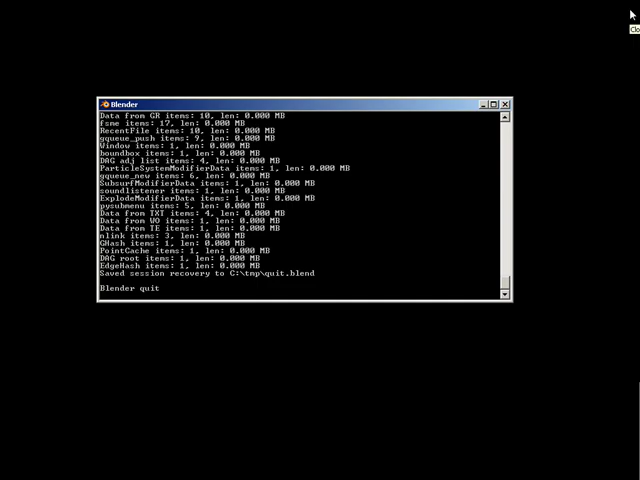 Clo
Blender
Data from GR items: 10, len: 0.000 MB
fsme items: 17, len: 0.000 MB
RecentFile items: 10, len: 0.000 MB
gqueue_push items: 9, len: 0.000 MB
Window items: 1, len: 0.000 MB
boundbox items: 1, len: 0.000 MB
DAG adj list items: 4, len: 0.000 MB
ParticleSystemModifierData items: 1, len: 0.000 MB
gqueue_new items: 6, len: 0.000 MB
SubsurfModifierData items: 1, len: 0.000 MB
soundlistener items: 1, len: 0.000 MB
ExplodeModifierData items: 1, len: 0.000 MB
pysubmenu items: 5, len: 0.000 MB
Data from TXT items: 4, len: 0.000 MB
Data from WO items: 1, len: 0.000 MB
Data from TE items: 1, len: 0.000 MB
nlink items: 3, len: 0.000 MB
GHash items: 1, len: 0.000 MB
PointCache items: 1, len: 0.000 MB
DAG root items: 1, len: 0.000 MB
EdgeHash items: 1, len: 0.000 MB
Saved session recovery to C:\tmp\quit.blend
Blender quit